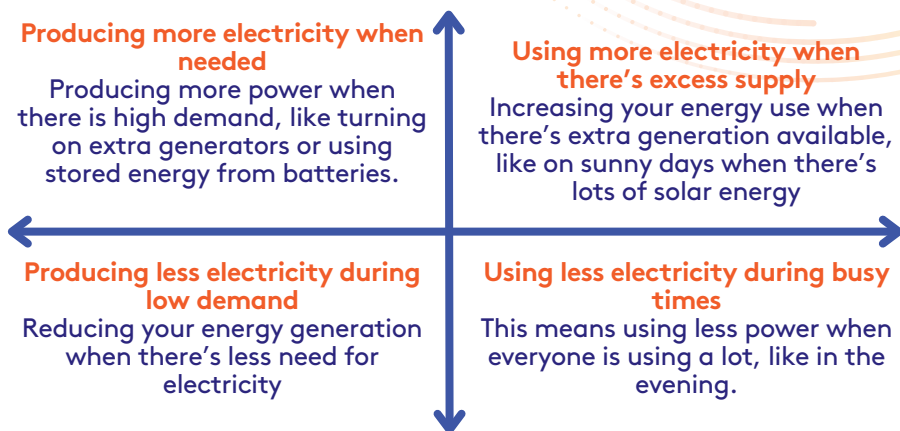 Producing more electricity when
needed
Producing more power when
there is high demand, like turning
on extra generators or using
stored energy from batteries.
Using more electricity when
there’s excess supply
Increasing your energy use when
there’s extra generation available,
like on sunny days when there’s
lots of solar energy
Producing less electricity during
low demand
Reducing your energy generation
when there’s less need for
electricity
Using less electricity during busy
times
This means using less power when
everyone is using a lot, like in the
evening.